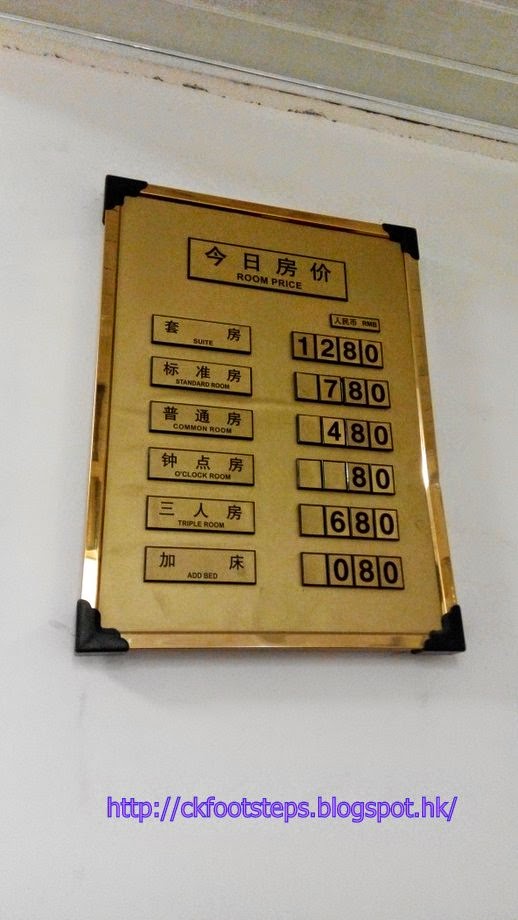 今日房价
ROOM PRICE
人民币 RMB
套 房 1280
SUITE
标 准 房 780
STANDARD ROOM
普 通 房 480
COMMON ROOM
钟 点 房 80
O'CLOCK ROOM
三 人 房 680
TRIPLE ROOM
加 床 080
ADD BED
http://ckfootsteps.blogspot.hk/